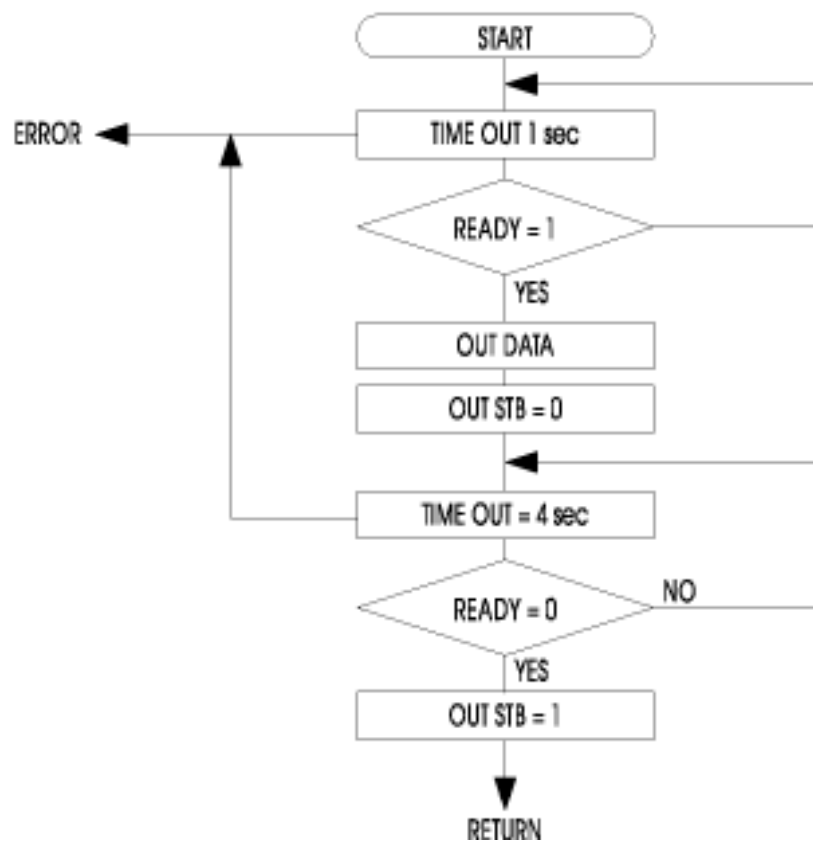 START
ERROR
TIME OUT 1 sec
READY = 1
YES
OUT DATA
OUT STB = 0
TIME OUT = 4 sec
READY = 0
NO
YES
OUT STB = 1
RETURN